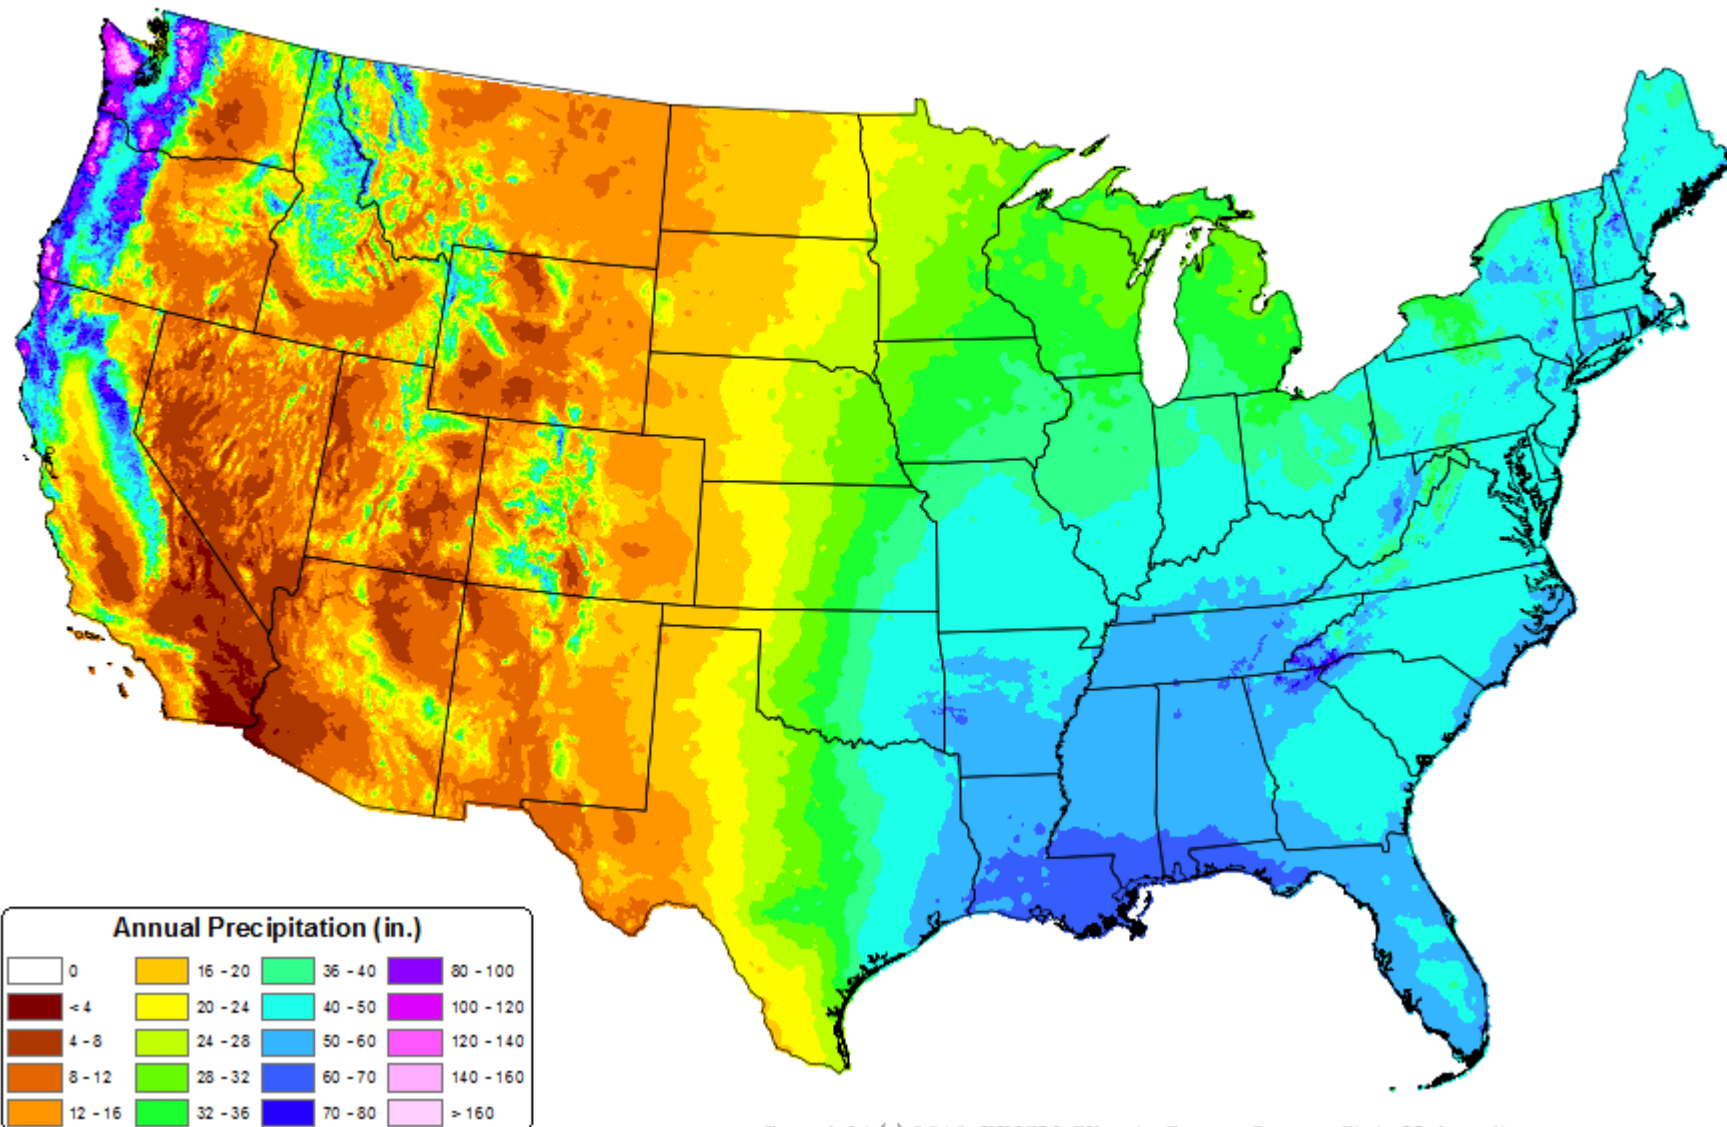 Annual Precipitation (in.)
0 16 - 20 36 - 40 80 - 100
< 4 20 - 24 40 - 50 100 - 120
4 - 8 24 - 28 50 - 60 120 - 140
8 - 12 28 - 32 60 - 70 140 - 160
12 - 16 32 - 36 70 - 80 > 160